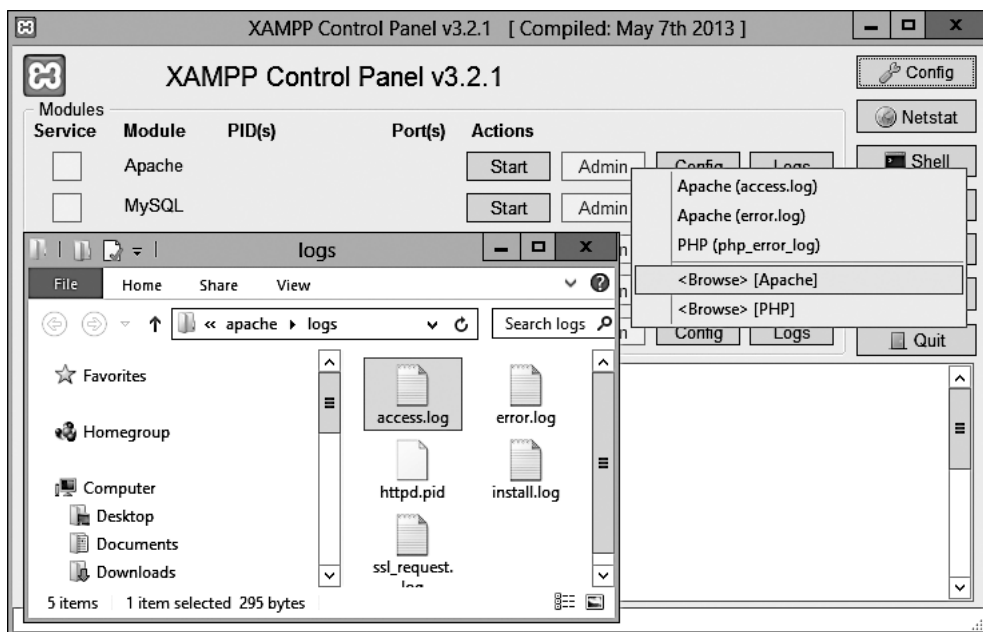 XAMPP Control Panel v3.2.1 [ Compiled: May 7th 2013 ]
XAMPP Control Panel v3.2.1
Config
Modules
Netstat
Service Module PID(s) Port(s) Actions
Shell
Apache Start Admin Config Logs
MySQL Start Admin
Apache (access.log)
Apache (error.log)
PHP (php_error_log)
<Browse> [Apache]
<Browse> [PHP]
Config Logs
Quit
logs
File Home Share View
« apache logs
Search logs
Favorites
Homegroup
Computer
Desktop
Documents
Downloads
access.log error.log
httpd.pid install.log
ssl_request.
5 items 1 item selected 295 bytes